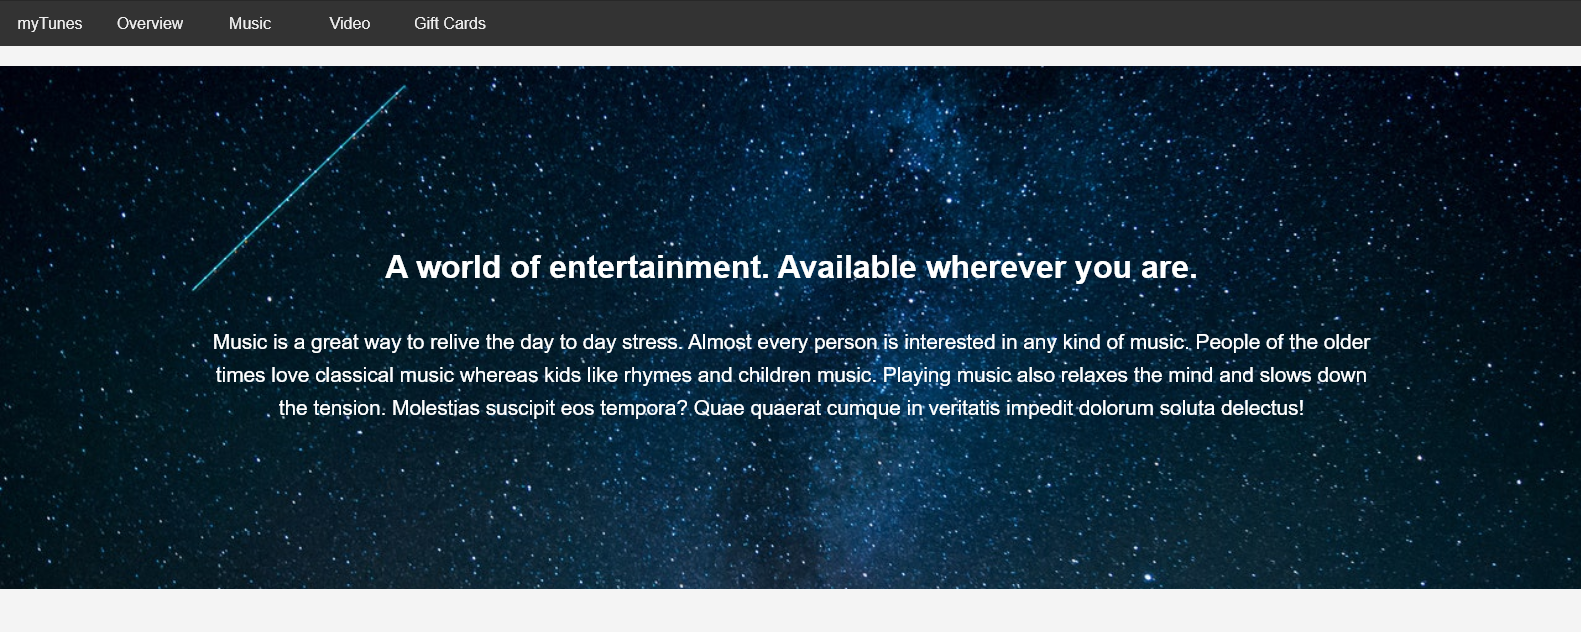 myTunes Overview Music Video Gift Cards
A world of entertainment. Available wherever you are.
Music is a great way to relive the day to day stress. Almost every person is interested in any kind of music. People of the older
times love classical music whereas kids like rhymes and children music. Playing music also relaxes the mind and slows down
the tension. Molestias suscipit eos tempora? Quae quaerat cumque in veritatis impedit dolorum soluta delectus!